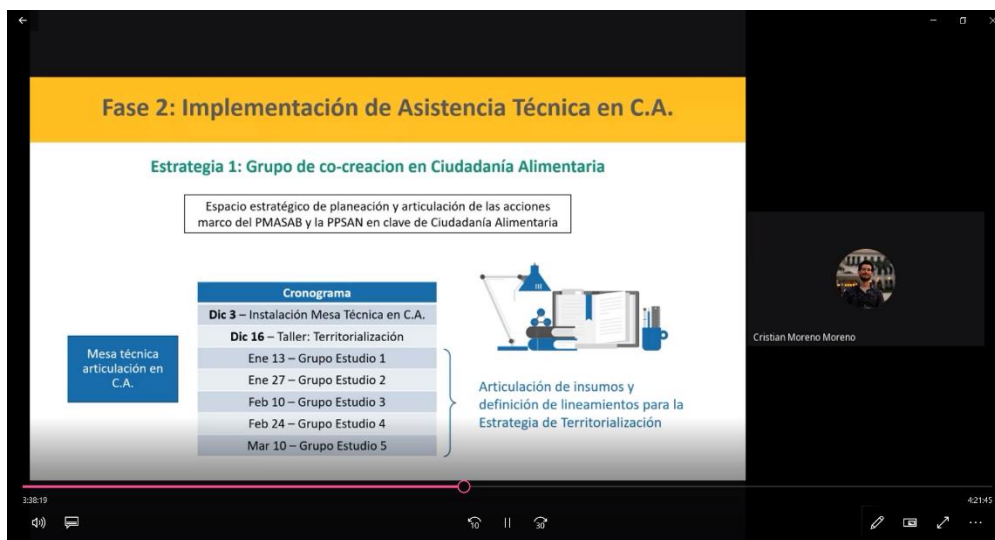 Fase 2: Implementación de Asistencia Técnica en C.A.
Estrategia 1: Grupo de co-creacion en Ciudadanía Alimentaria
Espacio estratégico de planeación y articulación de las acciones
marco del PMASAB y la PPSAN en clave de Ciudadanía Alimentaria
Cronograma
Dic 3 – Instalación Mesa Técnica en C.A.
Dic 16 – Taller: Territorialización
Ene 13 – Grupo Estudio 1
Ene 27 – Grupo Estudio 2
Feb 10 – Grupo Estudio 3
Feb 24 – Grupo Estudio 4
Mar 10 – Grupo Estudio 5
Mesa técnica
articulación en
C.A.
Articulación de insumos y
definición de lineamientos para la
Estrategia de Territorialización
Cristian Moreno Moreno
3:38:19
4:21:45
10
30